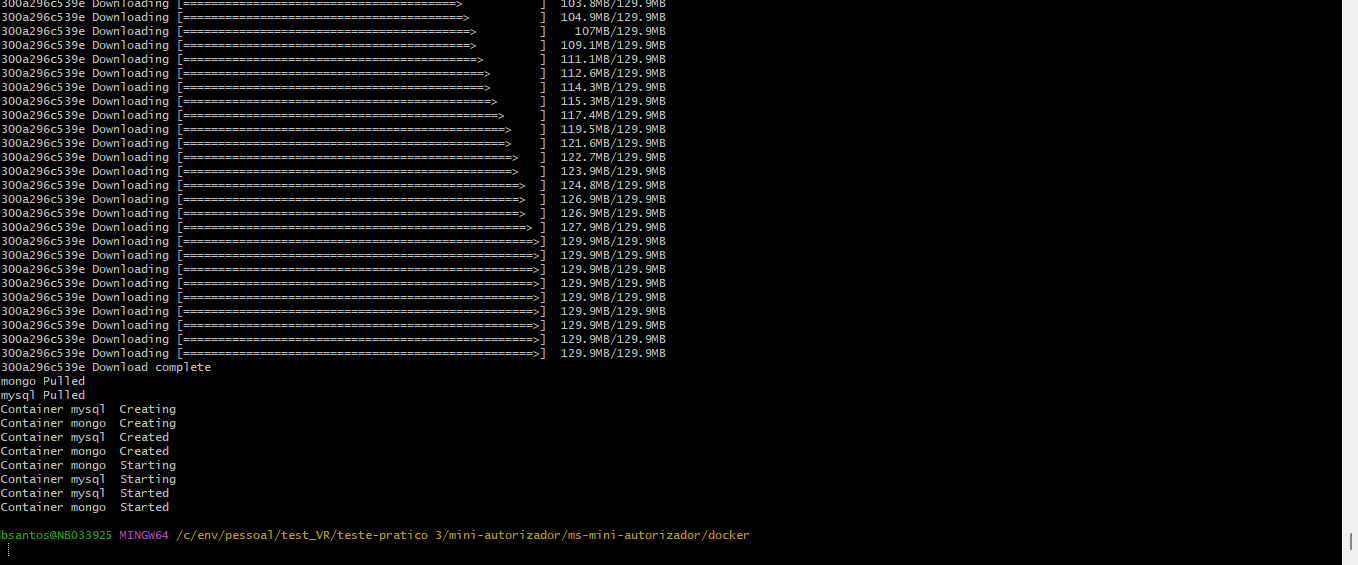 300a296c539e Downloading [=======================================>           ]  103.8MB/129.9MB
300a296c539e Downloading [========================================>          ]  104.9MB/129.9MB
300a296c539e Downloading [=========================================>         ]    107MB/129.9MB
300a296c539e Downloading [=========================================>         ]  109.1MB/129.9MB
300a296c539e Downloading [==========================================>        ]  111.1MB/129.9MB
300a296c539e Downloading [===========================================>       ]  112.6MB/129.9MB
300a296c539e Downloading [===========================================>       ]  114.3MB/129.9MB
300a296c539e Downloading [============================================>      ]  115.3MB/129.9MB
300a296c539e Downloading [=============================================>     ]  117.4MB/129.9MB
300a296c539e Downloading [==============================================>    ]  119.5MB/129.9MB
300a296c539e Downloading [==============================================>    ]  121.6MB/129.9MB
300a296c539e Downloading [===============================================>   ]  122.7MB/129.9MB
300a296c539e Downloading [===============================================>   ]  123.9MB/129.9MB
300a296c539e Downloading [================================================>  ]  124.8MB/129.9MB
300a296c539e Downloading [================================================>  ]  126.9MB/129.9MB
300a296c539e Downloading [================================================>  ]  126.9MB/129.9MB
300a296c539e Downloading [=================================================> ]  127.9MB/129.9MB
300a296c539e Downloading [==================================================>]  129.9MB/129.9MB
300a296c539e Downloading [==================================================>]  129.9MB/129.9MB
300a296c539e Downloading [==================================================>]  129.9MB/129.9MB
300a296c539e Downloading [==================================================>]  129.9MB/129.9MB
300a296c539e Downloading [==================================================>]  129.9MB/129.9MB
300a296c539e Downloading [==================================================>]  129.9MB/129.9MB
300a296c539e Downloading [==================================================>]  129.9MB/129.9MB
300a296c539e Downloading [==================================================>]  129.9MB/129.9MB
300a296c539e Downloading [==================================================>]  129.9MB/129.9MB
300a296c539e Download complete
mongo Pulled
mysql Pulled
Container mysql  Creating
Container mongo  Creating
Container mysql  Created
Container mongo  Created
Container mongo  Starting
Container mysql  Starting
Container mysql  Started
Container mongo  Started
bsantos@NBO33925 MINGW64 /c/env/pessoal/test_VR/teste-pratico 3/mini-autorizador/ms-mini-autorizador/docker